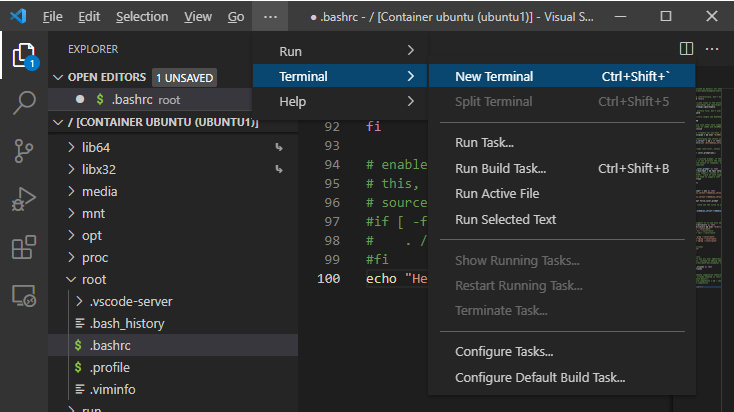 File Edit Selection View Go ··· ● .bashrc - / [Container ubuntu (ubuntu1)] - Visual S...
EXPLORER
OPEN EDITORS 1 UNSAVED
$ .bashrc root
/ [CONTAINER UBUNTU (UBUNTU1)]
lib64
libx32
media
mnt
opt
proc
root
.vscode-server
.bash_history
$ .bashrc
$ .profile
.viminfo
run
1
Run
Terminal
Help
New Terminal Ctrl+Shift+`
Split Terminal Ctrl+Shift+5
Run Task...
Run Build Task... Ctrl+Shift+B
Run Active File
Run Selected Text
Show Running Tasks...
Restart Running Task...
Terminate Task...
Configure Tasks...
Configure Default Build Task...
92 fi
93
94 # enable
95 # this,
96 # source
97 #if [ -f
98 # . /
99 #fi
100 echo "He